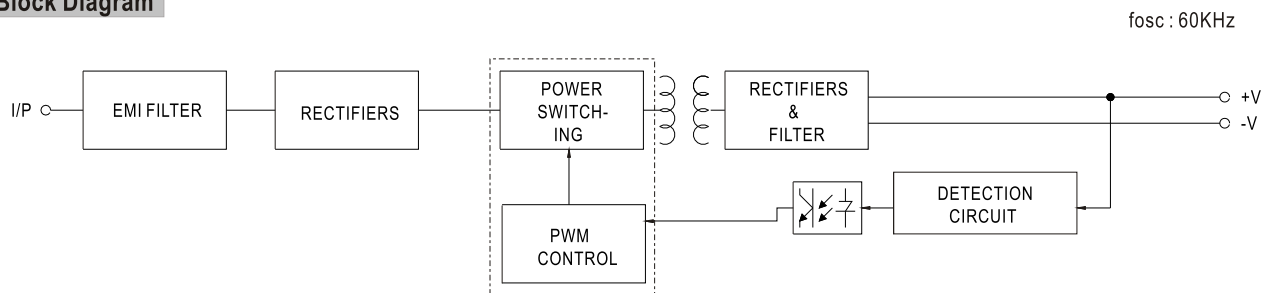 Block Diagram
fosc : 60KHz
I/P
EMI FILTER
RECTIFIERS
POWER
SWITCH-
ING
RECTIFIERS
&
FILTER
+V
-V
DETECTION
CIRCUIT
PWM
CONTROL